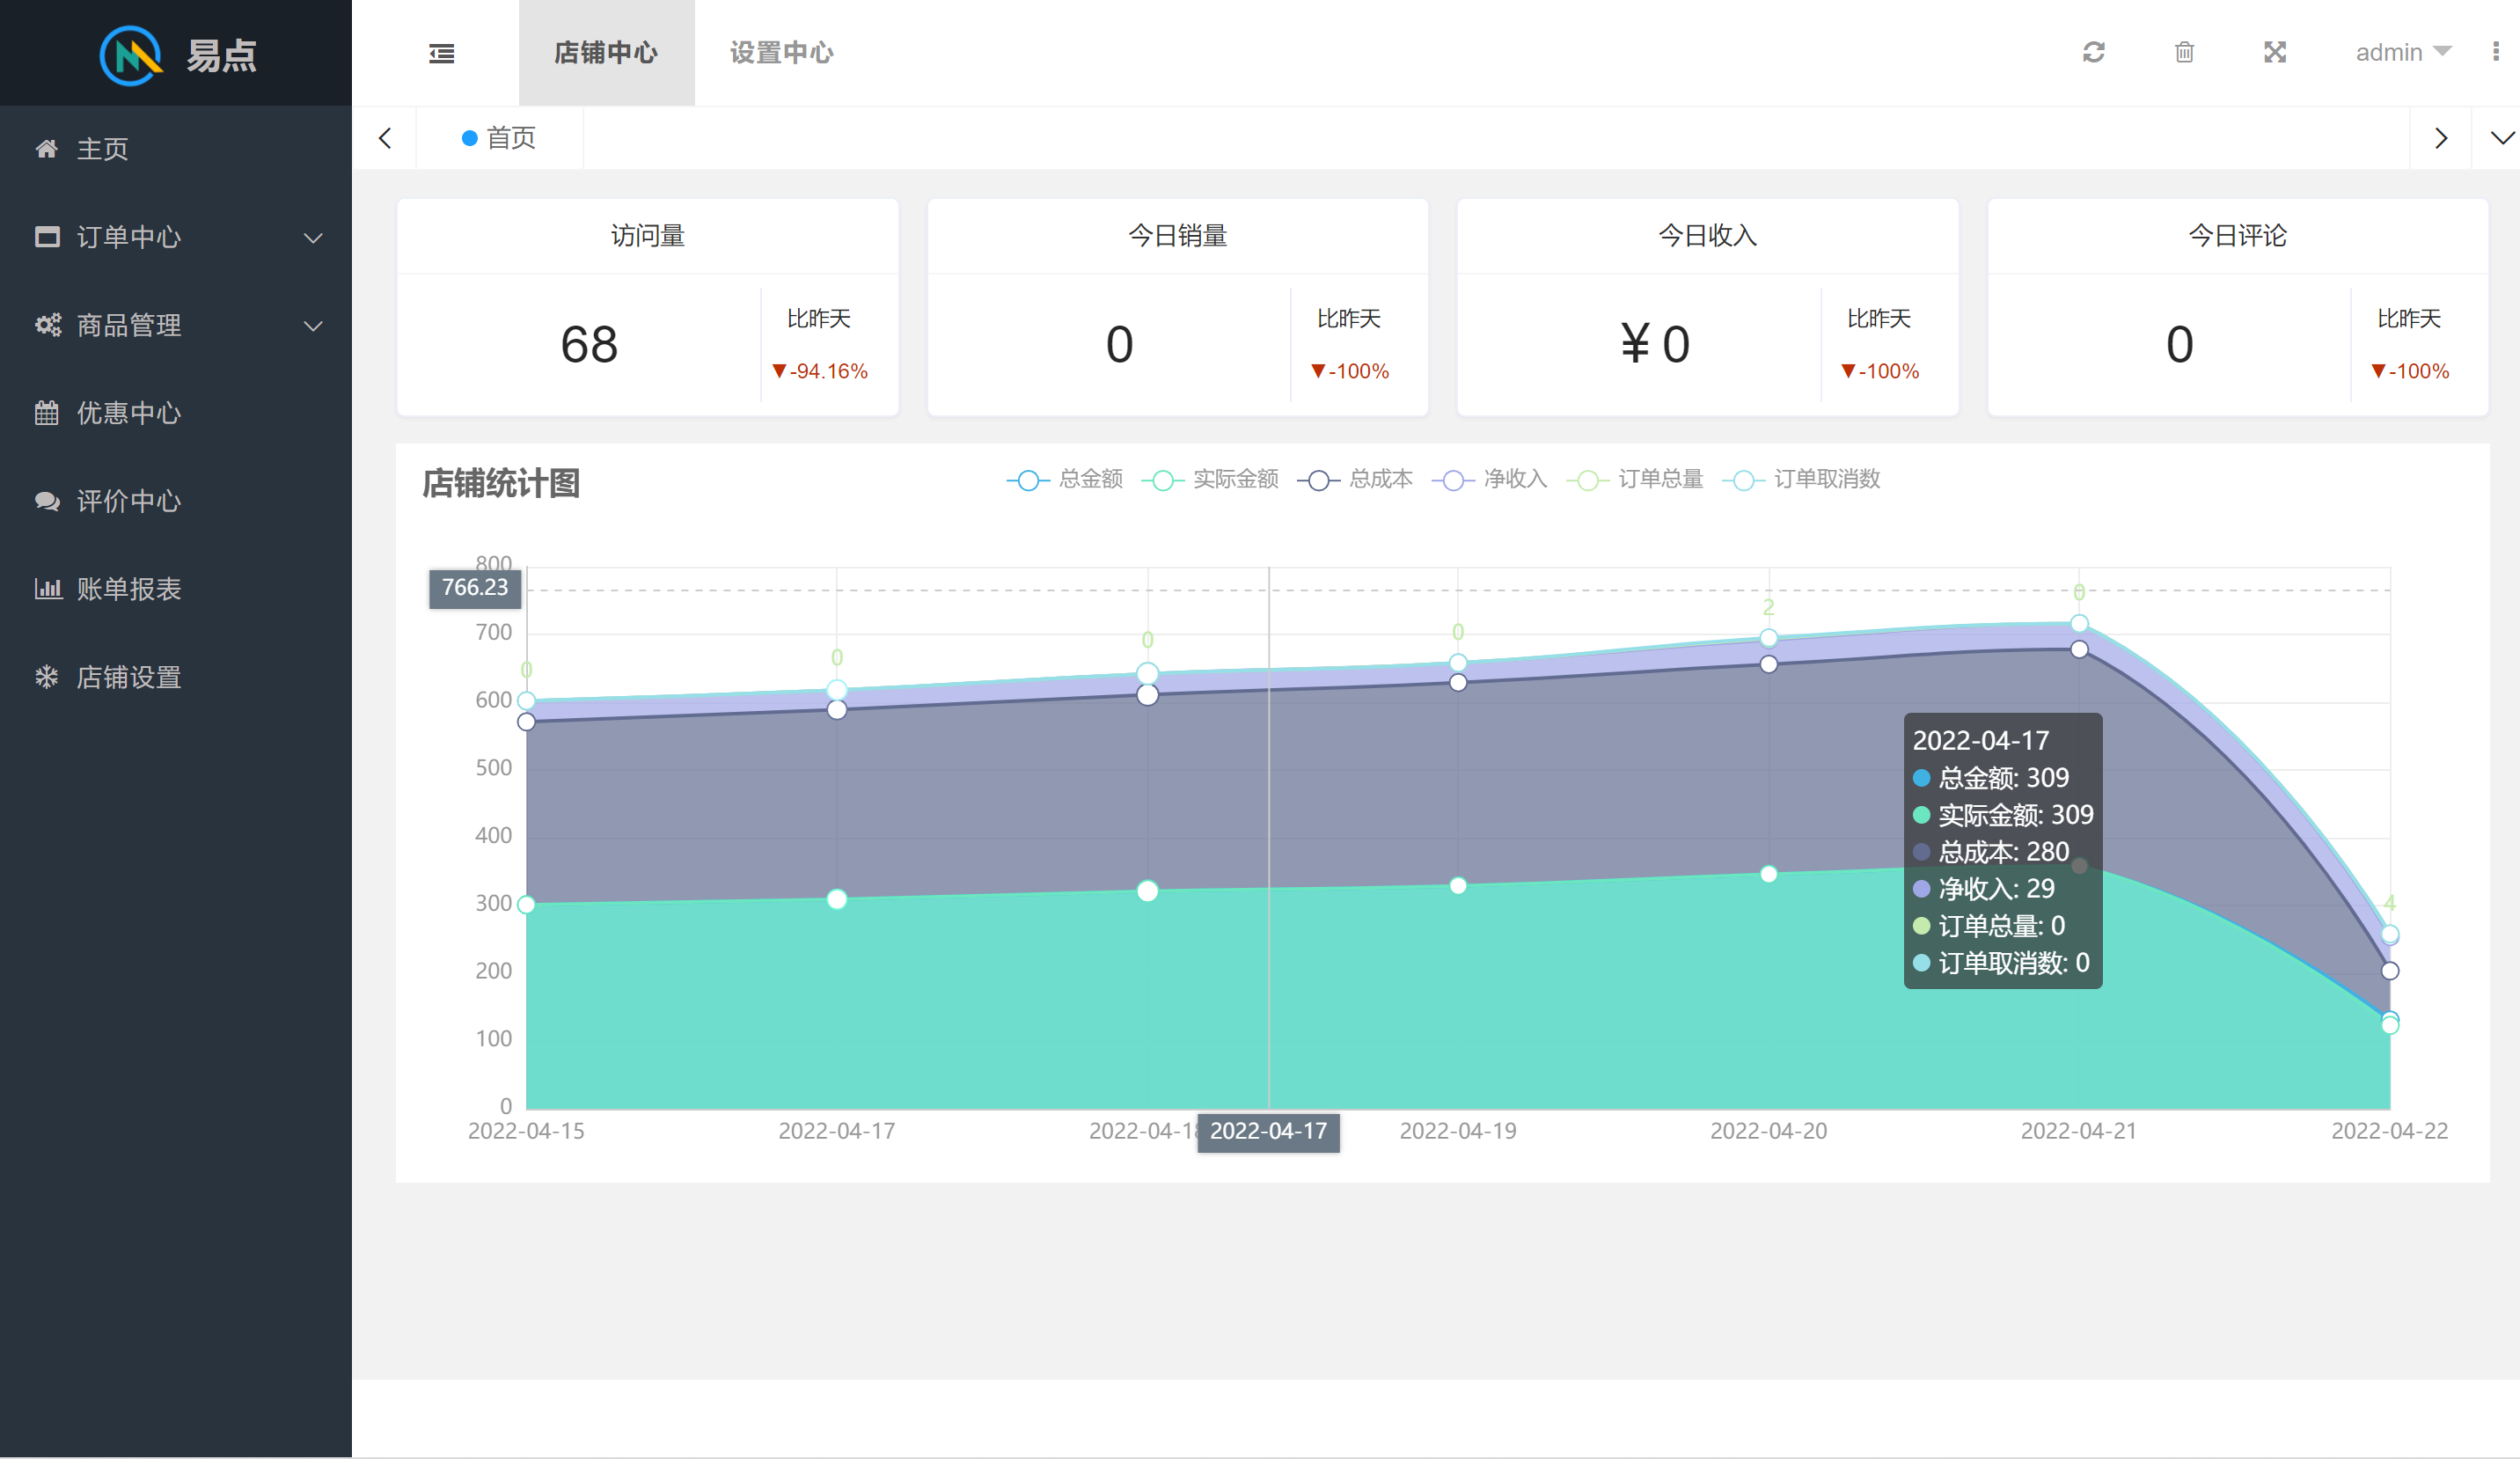 易点
店铺中心
设置中心
admin
主页
订单中心
商品管理
优惠中心
评价中心
账单报表
店铺设置
首页
访问量
68
比昨天
▼-94.16%
今日销量
0
比昨天
▼-100%
今日收入
¥ 0
比昨天
▼-100%
今日评论
0
比昨天
▼-100%
店铺统计图
总金额 实际金额 总成本 净收入 订单总量 订单取消数
800
766.23
700
600
500
400
300
200
100
0
0
0
0
0
2
0
4
2022-04-17
总金额: 309
实际金额: 309
总成本: 280
净收入: 29
订单总量: 0
订单取消数: 0
2022-04-15 2022-04-17 2022-04-18 2022-04-17 2022-04-19 2022-04-20 2022-04-21 2022-04-22